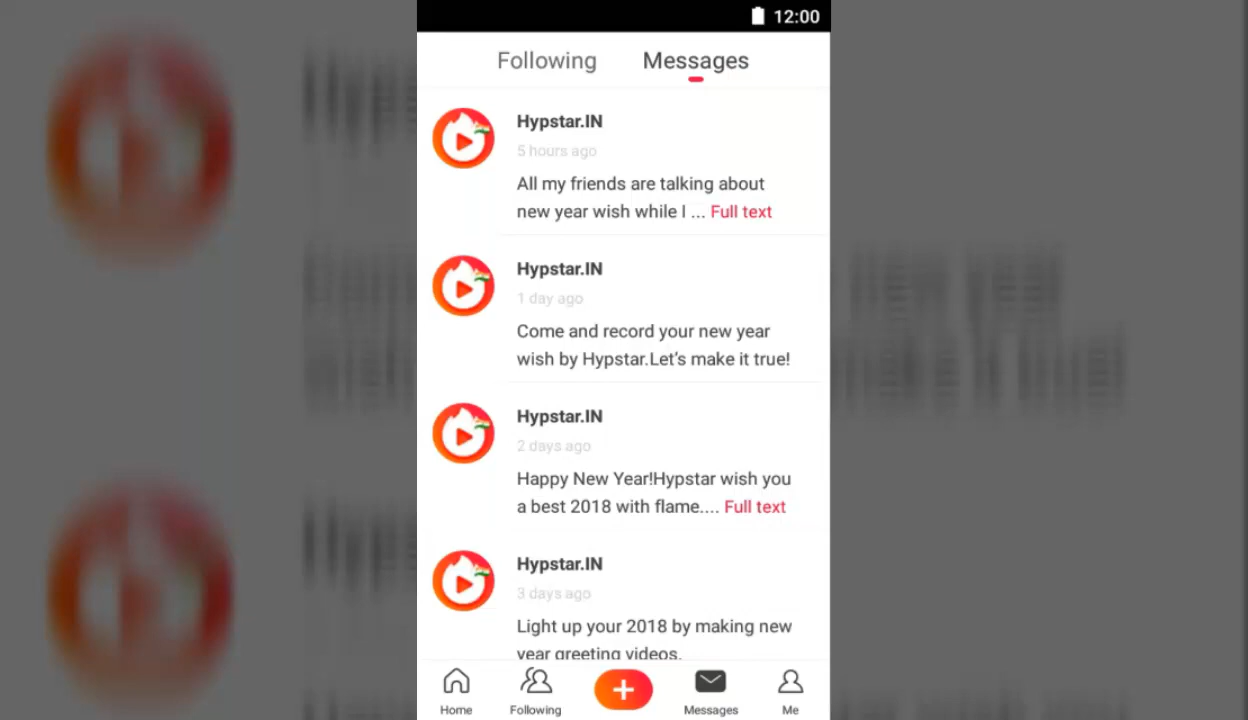 12:00
Following Messages
Hypstar.IN
5 hours ago
All my friends are talking about
new year wish while I ... Full text
Hypstar.IN
1 day ago
Come and record your new year
wish by Hypstar.Let's make it true!
Hypstar.IN
2 days ago
Happy New Year!Hypstar wish you
a best 2018 with flame.... Full text
Hypstar.IN
3 days ago
Light up your 2018 by making new
year greeting videos.
Home Following Messages Me